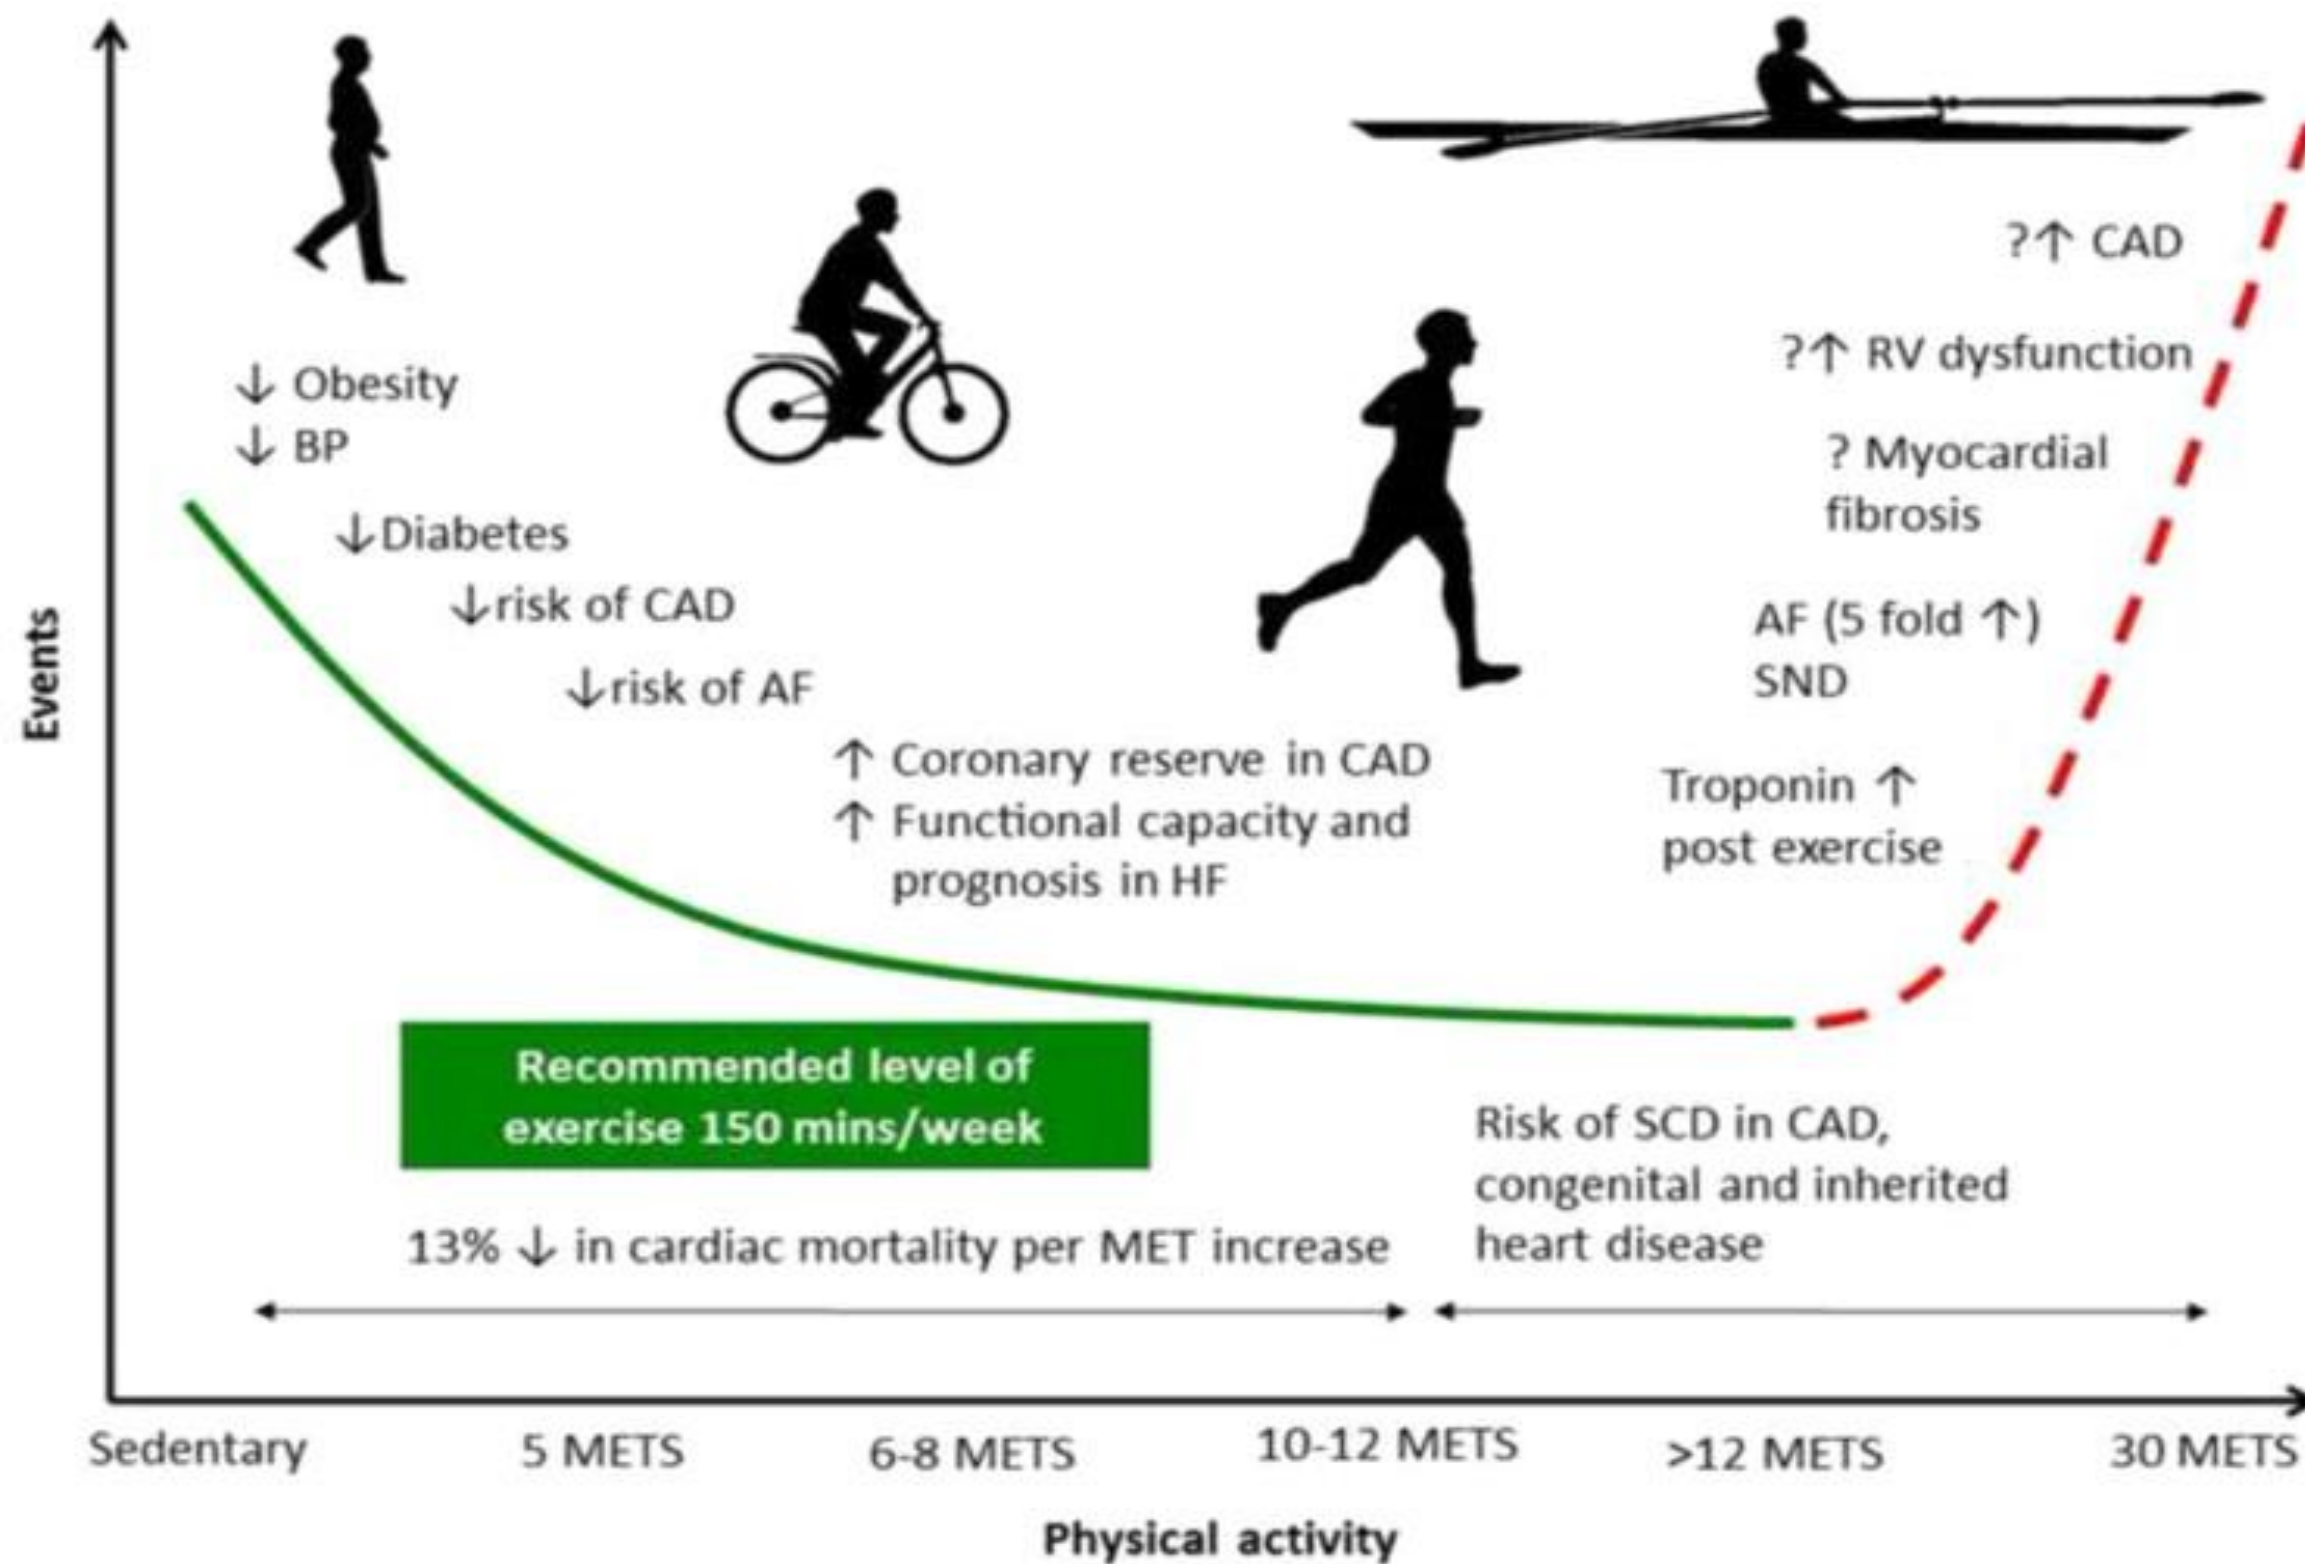 ?↑ CAD
?↑ RV dysfunction
↓ Obesity
↓ BP
? Myocardial
fibrosis
↓Diabetes
↓risk of CAD
AF (5 fold ↑)
SND
Events
↓risk of AF
↑ Coronary reserve in CAD
↑ Functional capacity and
prognosis in HF
Troponin ↑
post exercise
Recommended level of
exercise 150 mins/week
Risk of SCD in CAD,
congenital and inherited
heart disease
13% ↓ in cardiac mortality per MET increase
Sedentary
5 METS
6-8 METS
10-12 METS
>12 METS
30 METS
Physical activity